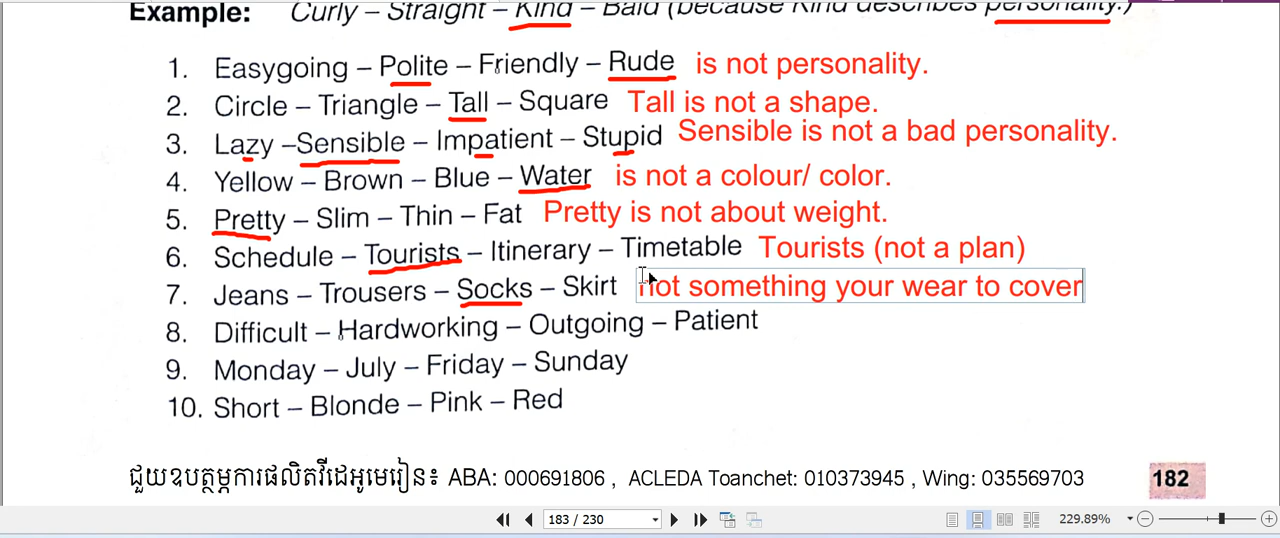 Example: Curly – Straight – Kind – Bald (because Kind describes personality.)
1. Easygoing – Polite – Friendly – Rude is not personality.
2. Circle – Triangle – Tall – Square Tall is not a shape.
3. Lazy –Sensible – Impatient – Stupid Sensible is not a bad personality.
4. Yellow – Brown – Blue – Water is not a colour/ color.
5. Pretty – Slim – Thin – Fat Pretty is not about weight.
6. Schedule – Tourists – Itinerary – Timetable Tourists (not a plan)
7. Jeans – Trousers – Socks – Skirt not something your wear to cover
8. Difficult – Hardworking – Outgoing – Patient
9. Monday – July – Friday – Sunday
10. Short – Blonde – Pink – Red
ជួយឧបត្ថម្ភការផលិតវីដេអូមេរៀន៖ ABA: 000691806 , ACLEDA Toanchet: 010373945 , Wing: 035569703
182
183 / 230
229.89%